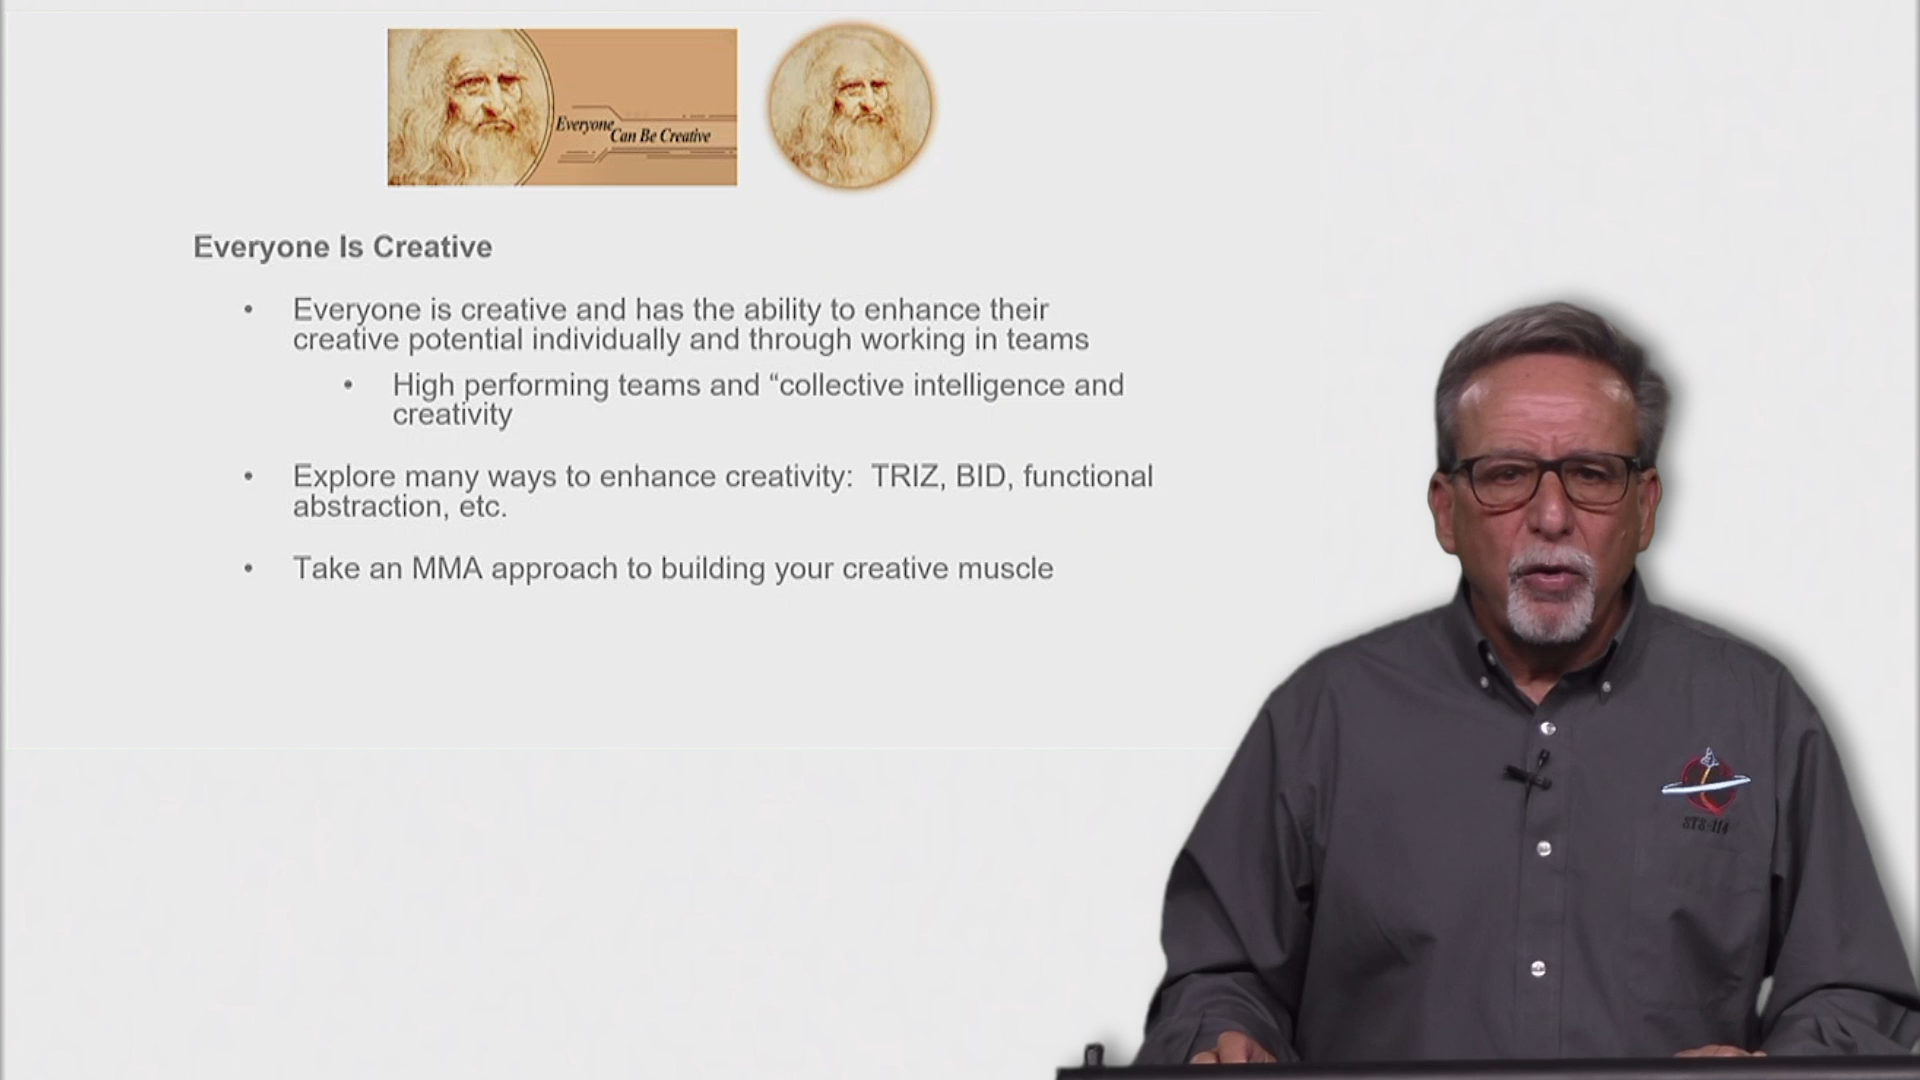 Everyone
Can Be Creative
Everyone Is Creative
• Everyone is creative and has the ability to enhance their
creative potential individually and through working in teams
• High performing teams and “collective intelligence and
creativity
• Explore many ways to enhance creativity: TRIZ, BID, functional
abstraction, etc.
• Take an MMA approach to building your creative muscle
STS-114